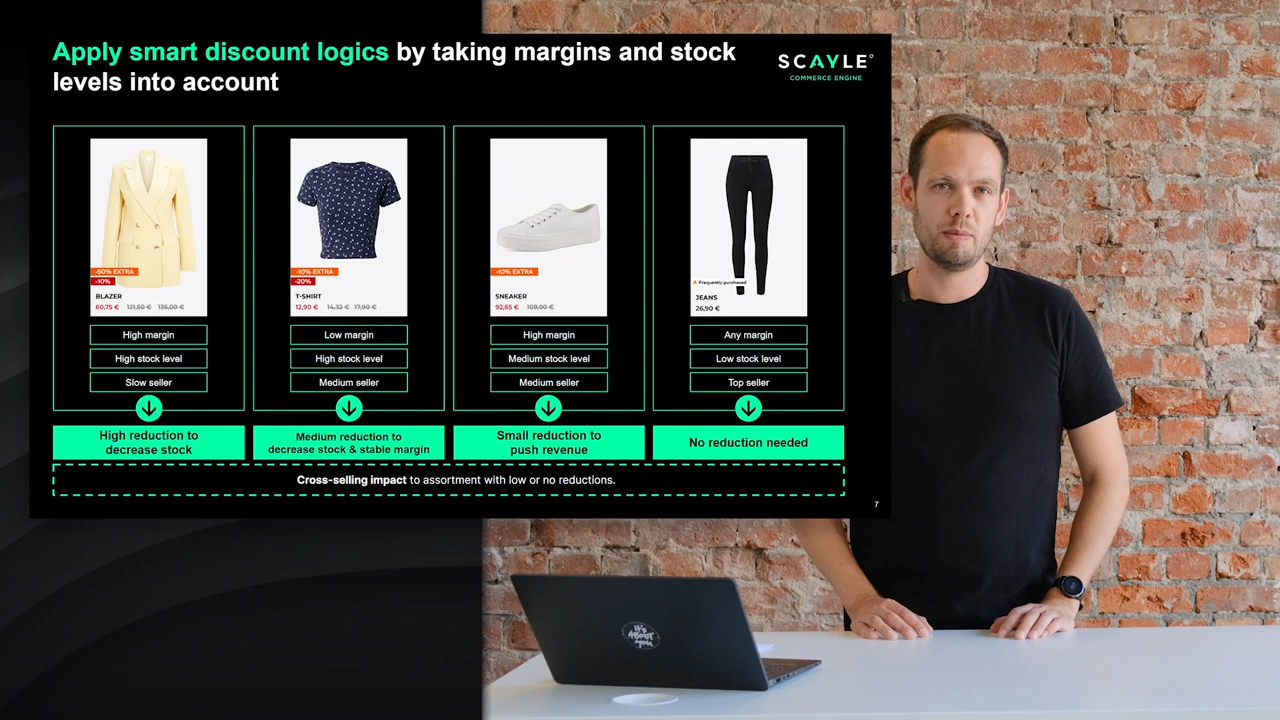 Apply smart discount logics by taking margins and stock
levels into account
SCAYLE
COMMERCE ENGINE
-50% EXTRA
-10%
BLAZER
60,75 € 121,50 € 135,00 €
High margin
High stock level
Slow seller
High reduction to
decrease stock
-10% EXTRA
-20%
T-SHIRT
12,90 € 14,32 € 17,90 €
Low margin
High stock level
Medium seller
Medium reduction to
decrease stock & stable margin
-10% EXTRA
SNEAKER
92,65 € 109,00 €
High margin
Medium stock level
Medium seller
Small reduction to
push revenue
Frequently purchased
JEANS
26,90 €
Any margin
Low stock level
Top seller
No reduction needed
Cross-selling impact to assortment with low or no reductions.
7
It's
ABOUT
you.